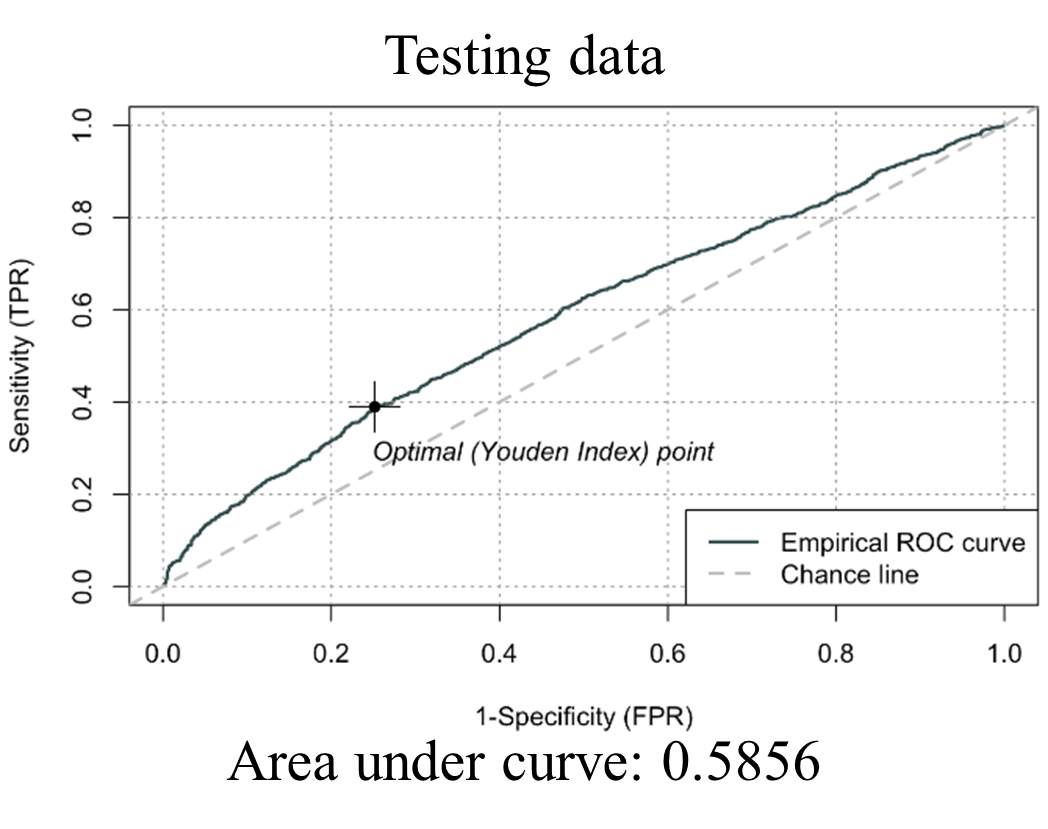 Testing data
1.0
0.8
0.6
0.4
0.2
0.0
Sensitivity (TPR)
Optimal (Youden Index) point
Empirical ROC curve
Chance line
0.0 0.2 0.4 0.6 0.8 1.0
1-Specificity (FPR)
Area under curve: 0.5856